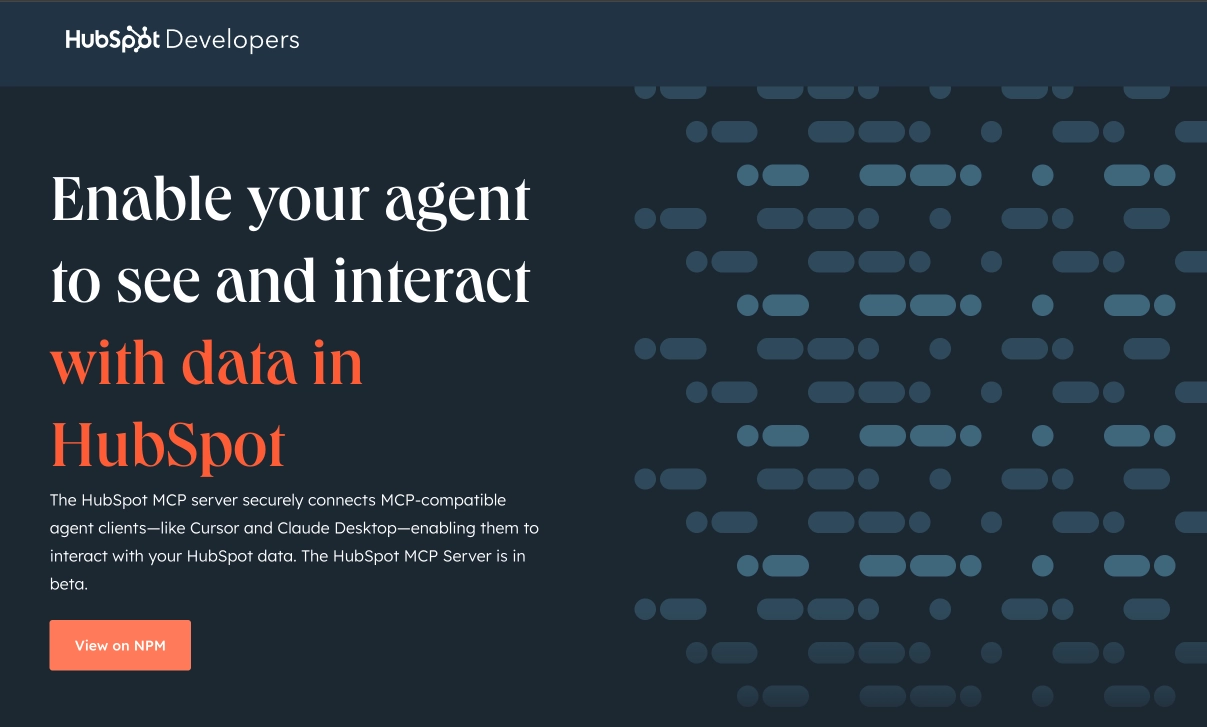 HubSpot Developers
Enable your agent
to see and interact
with data in
HubSpot
The HubSpot MCP server securely connects MCP-compatible
agent clients—like Cursor and Claude Desktop—enabling them to
interact with your HubSpot data. The HubSpot MCP Server is in
beta.
View on NPM